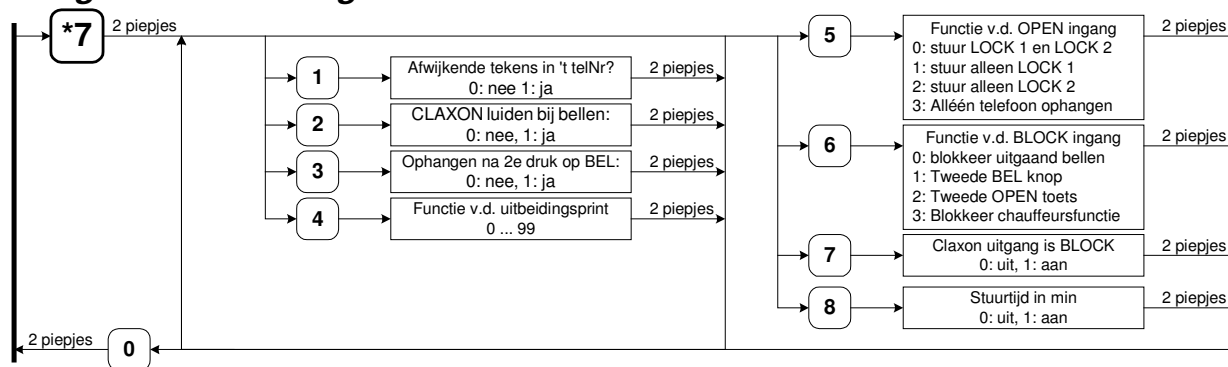 *7
2 piepjes
1
Afwijkende tekens in 't telNr?
0: nee 1: ja
2 piepjes
2
CLAXON luiden bij bellen:
0: nee, 1: ja
2 piepjes
3
Ophangen na 2e druk op BEL:
0: nee, 1: ja
2 piepjes
4
Functie v.d. uitbeidingsprint
0 ... 99
2 piepjes
5
Functie v.d. OPEN ingang
0: stuur LOCK 1 en LOCK 2
1: stuur alleen LOCK 1
2: stuur alleen LOCK 2
3: Alléén telefoon ophangen
2 piepjes
6
Functie v.d. BLOCK ingang
0: blokkeer uitgaand bellen
1: Tweede BEL knop
2: Tweede OPEN toets
3: Blokkeer chauffeursfunctie
2 piepjes
7
Claxon uitgang is BLOCK
0: uit, 1: aan
2 piepjes
8
Stuurtijd in min
0: uit, 1: aan
2 piepjes
2 piepjes
0